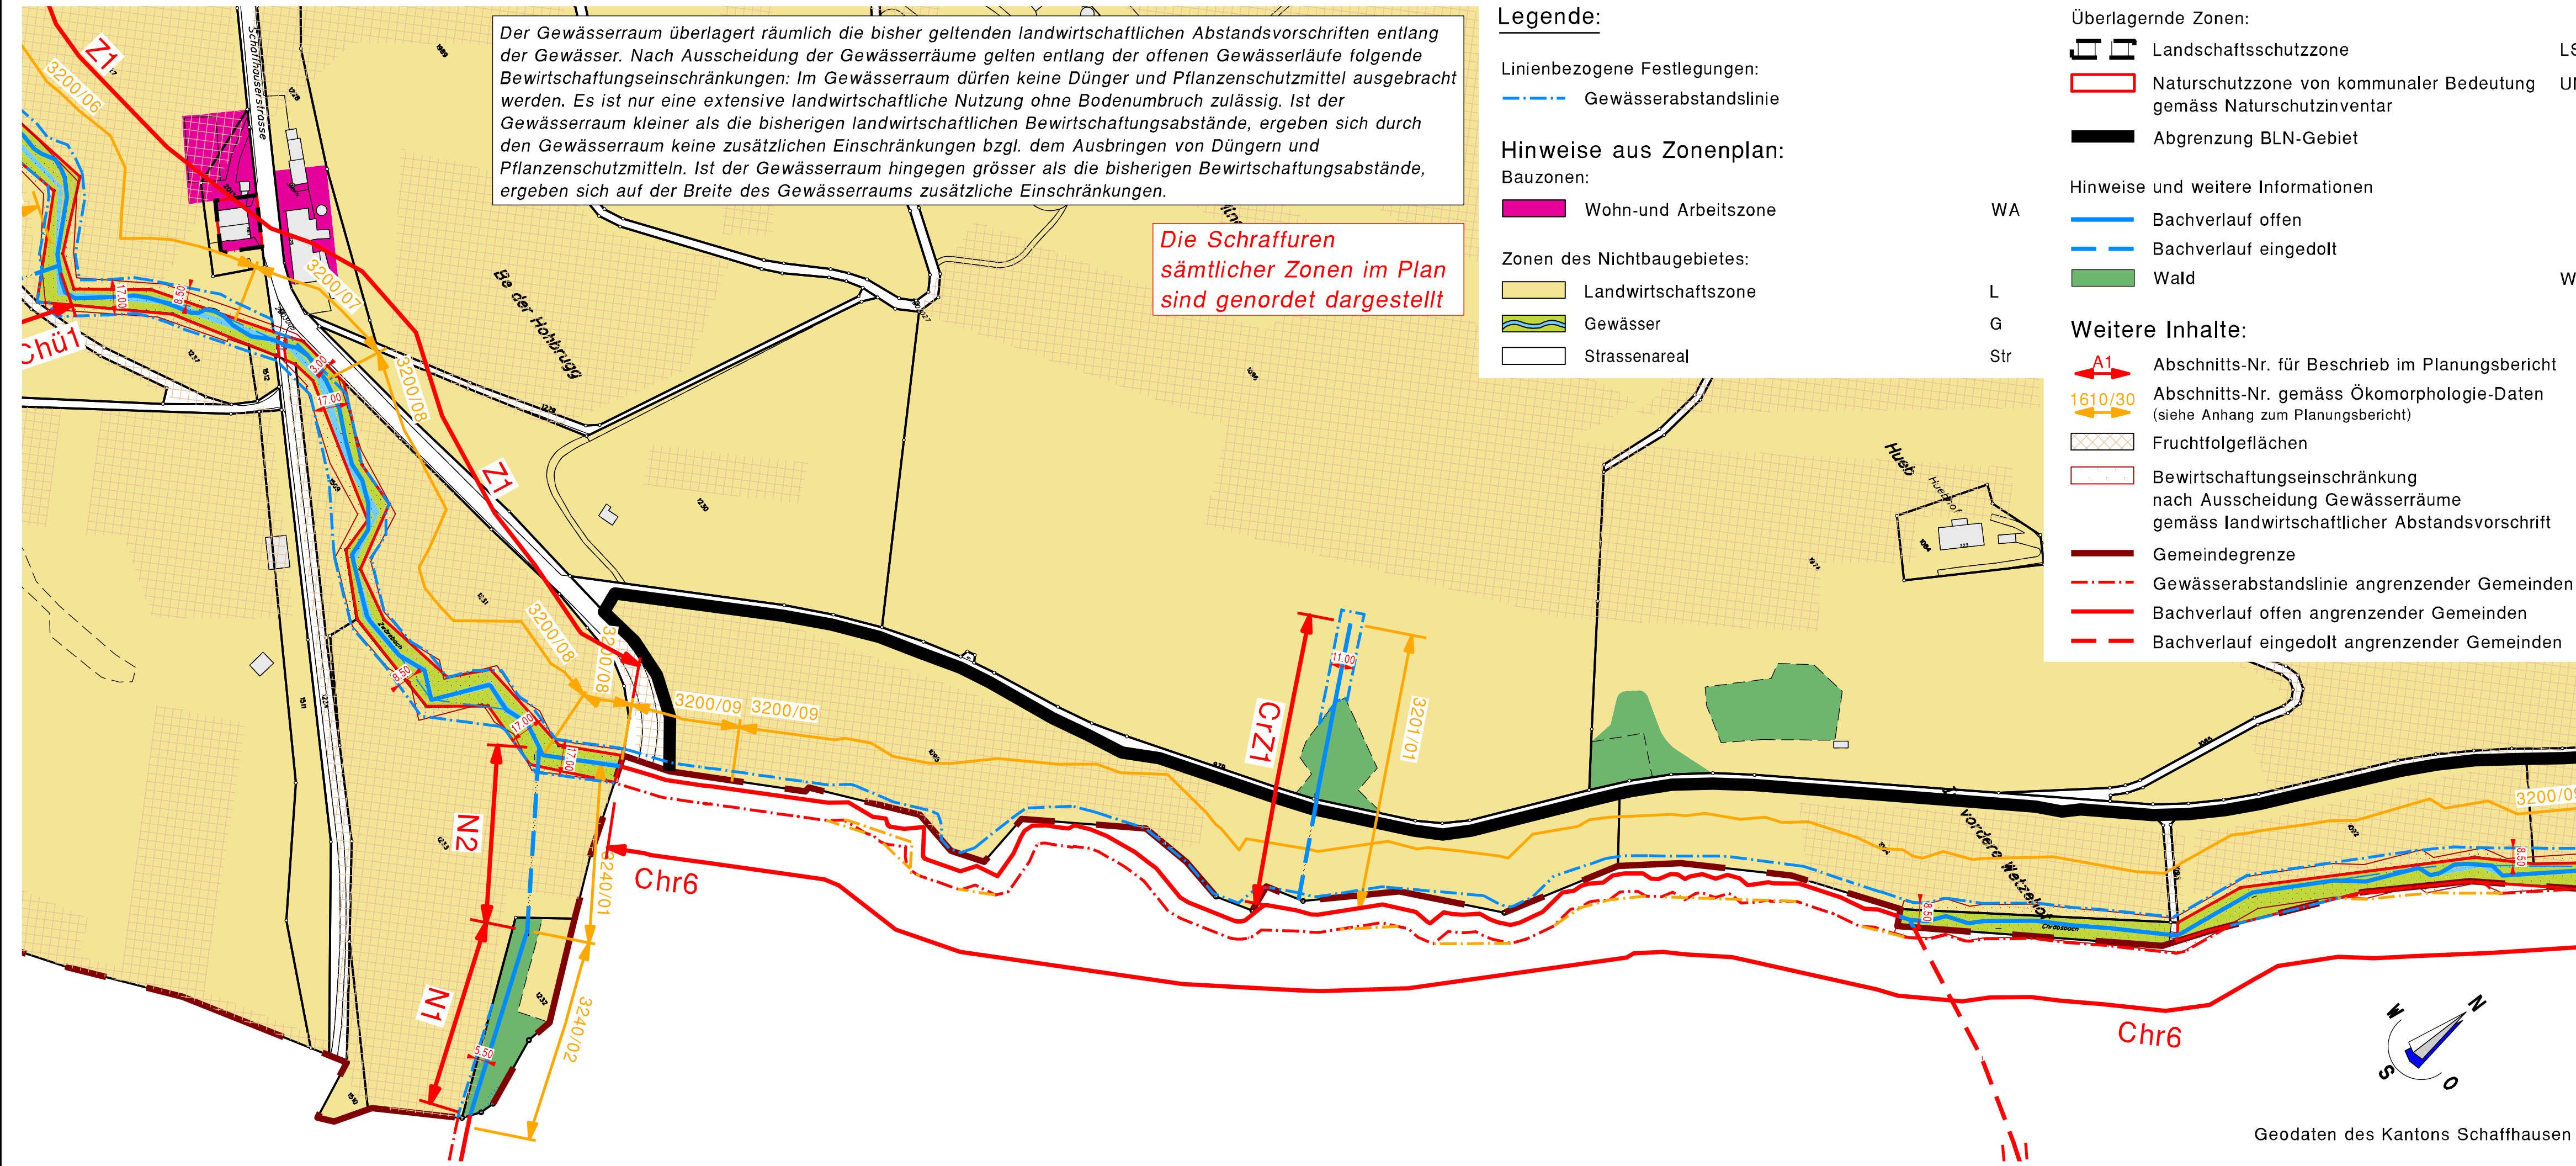 Der Gewässerraum überlagert räumlich die bisher geltenden landwirtschaftlichen Abstandsvorschriften entlang
der Gewässer. Nach Ausscheidung der Gewässerräume gelten entlang der offenen Gewässerläufe folgende
Bewirtschaftungseinschränkungen: Im Gewässerraum dürfen keine Dünger und Pflanzenschutzmittel ausgebracht
werden. Es ist nur eine extensive landwirtschaftliche Nutzung ohne Bodenumbruch zulässig. Ist der
Gewässerraum kleiner als die bisherigen landwirtschaftlichen Bewirtschaftungsabstände, ergeben sich durch
den Gewässerraum keine zusätzlichen Einschränkungen bzgl. dem Ausbringen von Düngern und
Pflanzenschutzmitteln. Ist der Gewässerraum hingegen grösser als die bisherigen Bewirtschaftungsabstände,
ergeben sich auf der Breite des Gewässerraums zusätzliche Einschränkungen.
Die Schraffuren
sämtlicher Zonen im Plan
sind genordet dargestellt
Legende:
Linienbezogene Festlegungen:
Gewässerabstandslinie
Hinweise aus Zonenplan:
Bauzonen:
Wohn-und Arbeitszone WA
Zonen des Nichtbaugebietes:
Landwirtschaftszone L
Gewässer G
Strassenareal Str
Überlagernde Zonen:
Landschaftsschutzzone
Naturschutzzone von kommunaler Bedeutung
gemäss Naturschutzinventar
Abgrenzung BLN-Gebiet
Hinweise und weitere Informationen
Bachverlauf offen
Bachverlauf eingedolt
Wald
Weitere Inhalte:
A1 Abschnitts-Nr. für Beschrieb im Planungsbericht
1610/30 Abschnitts-Nr. gemäss Ökomorphologie-Daten
(siehe Anhang zum Planungsbericht)
Fruchtfolgeflächen
Bewirtschaftungseinschränkung
nach Ausscheidung Gewässerräume
gemäss landwirtschaftlicher Abstandsvorschrift
Gemeindegrenze
Gewässerabstandslinie angrenzender Gemeinden
Bachverlauf offen angrenzender Gemeinden
Bachverlauf eingedolt angrenzender Gemeinden
Z1
3200/06
Schaffhauserstrasse
3200/07
17.00
8.50
Chü1
3.00
17.00
3200/08
Be der Hohbrugg
Z1
8.50
17.00
17.00
3200/08
3200/08
3200/09
3200/09
N2
3240/01
N1
3240/02
5.50
Chr6
CrZ1
11.00
3201/01
Hueb
Huebhof
vordere Wetzehof
8.50
Chrebsbach
8.50
Chr6
N
W
S
O
Geodaten des Kantons Schaffhausen